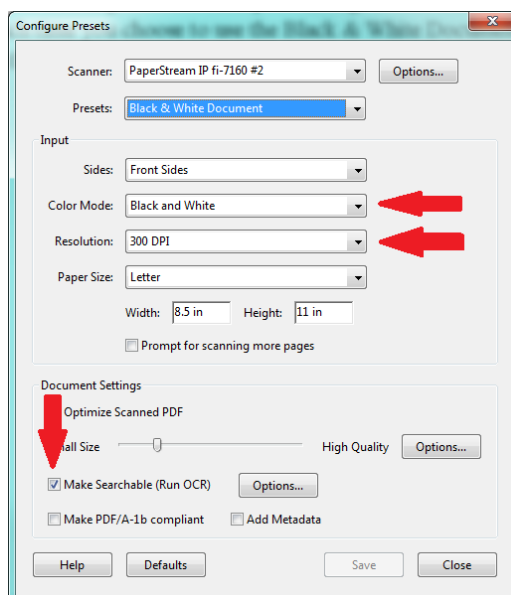 Configure Presets
Scanner: PaperStream IP fi-7160 #2 Options...
Presets: Black & White Document
Input
Sides: Front Sides
Color Mode: Black and White
Resolution: 300 DPI
Paper Size: Letter
Width: 8.5 in Height: 11 in
Prompt for scanning more pages
Document Settings
Optimize Scanned PDF
all Size High Quality Options...
Make Searchable (Run OCR) Options...
Make PDF/A-1b compliant Add Metadata
Help Defaults Save Close